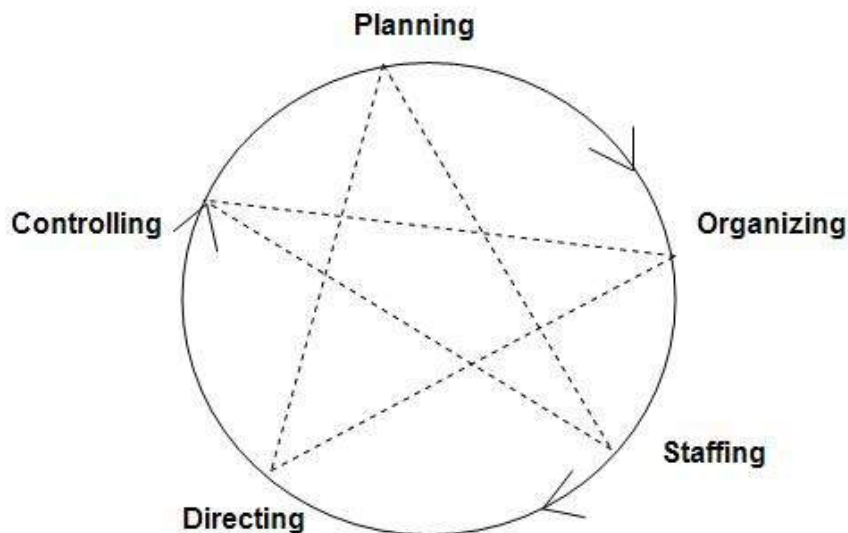 Planning
Controlling
Organizing
Staffing
Directing